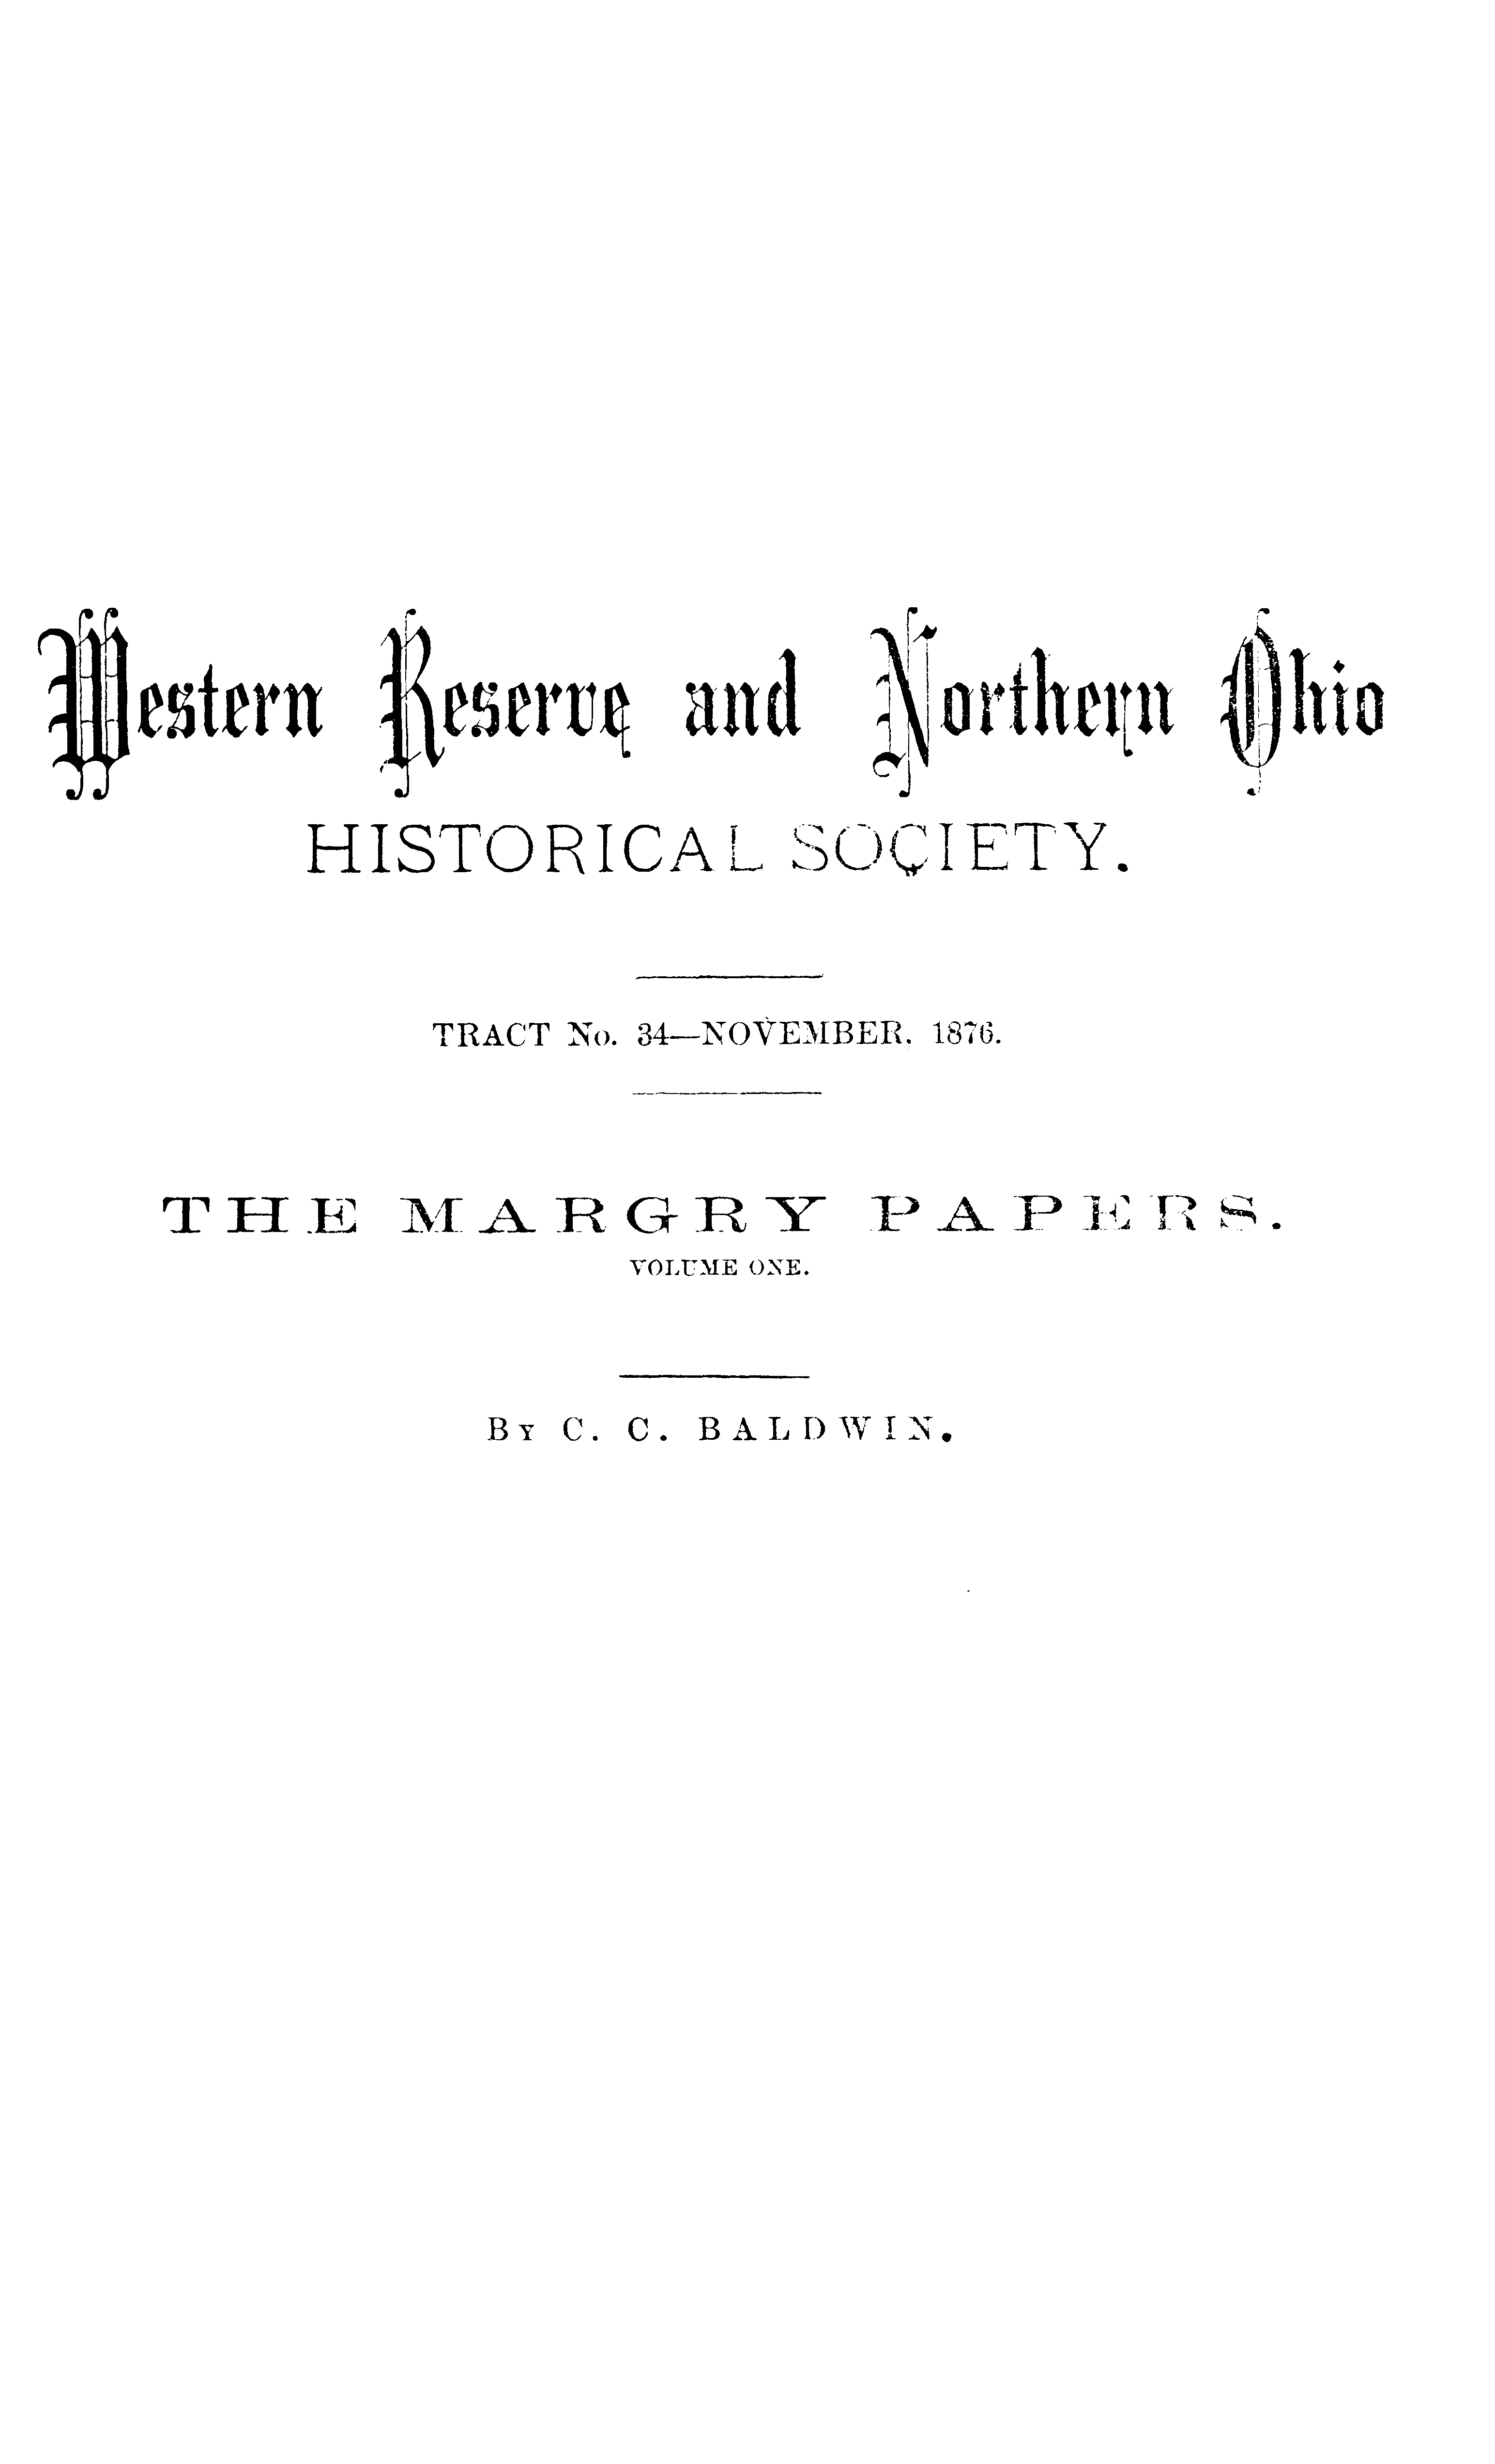 Western Reserve and Northern Ohio
HISTORICAL SOCIETY.
TRACT No. 34—NOVEMBER. 1876.
THE MARGRY PAPERS.
VOLUME ONE.
By C. C. BALDWIN.